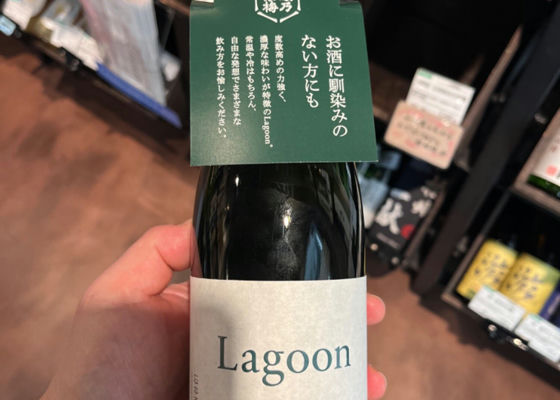 乃
梅
お酒に馴染みの
ない方にも
度数高めの力強く、
濃厚な味わいが特徴のLagoon。
常温や冷はもちろん、
自由な発想でさまざまな
飲み方をお愉しみください。
Lagoon